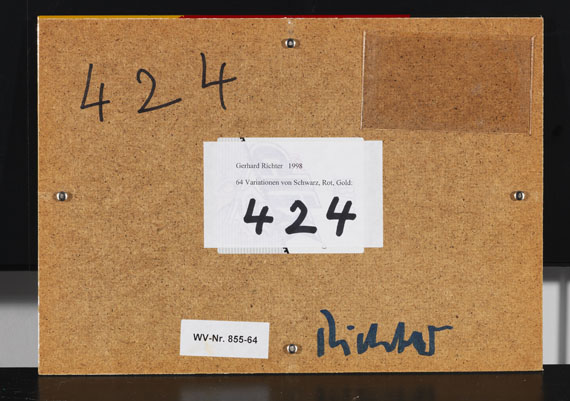 424
Gerhard Richter 1998
64 Variationen von Schwarz, Rot, Gold:
424
WV-Nr. 855-64
Richter